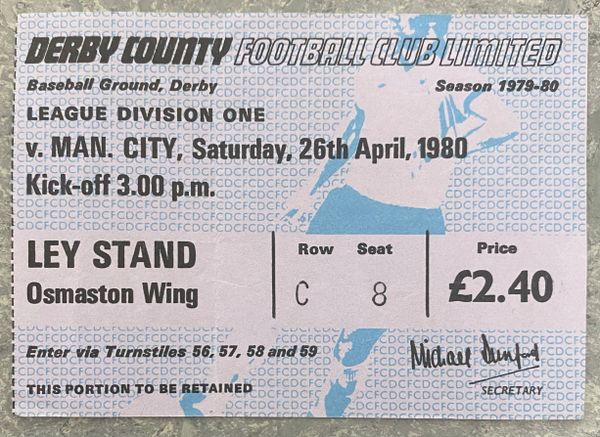 DERBY COUNTY FOOTBALL CLUB LIMITED
Baseball Ground, Derby Season 1979-80
LEAGUE DIVISION ONE
v. MAN. CITY, Saturday, 26th April, 1980
Kick-off 3.00 p.m.
LEY STAND Row Seat Price
Osmaston Wing C 8 £2.40
Enter via Turnstiles 56, 57, 58 and 59
Michael Dunford
THIS PORTION TO BE RETAINED SECRETARY